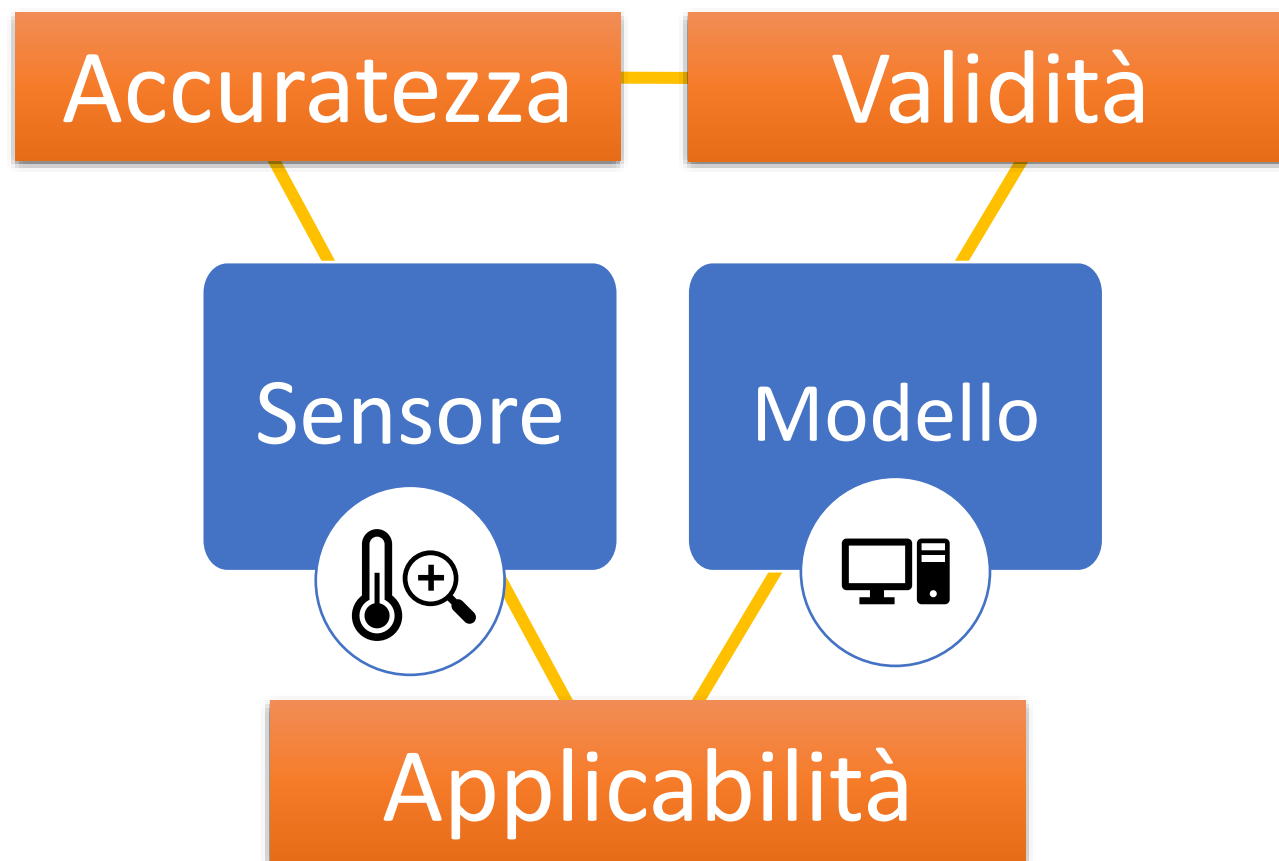 Accuratezza
Validità
Sensore
Modello
Applicabilità